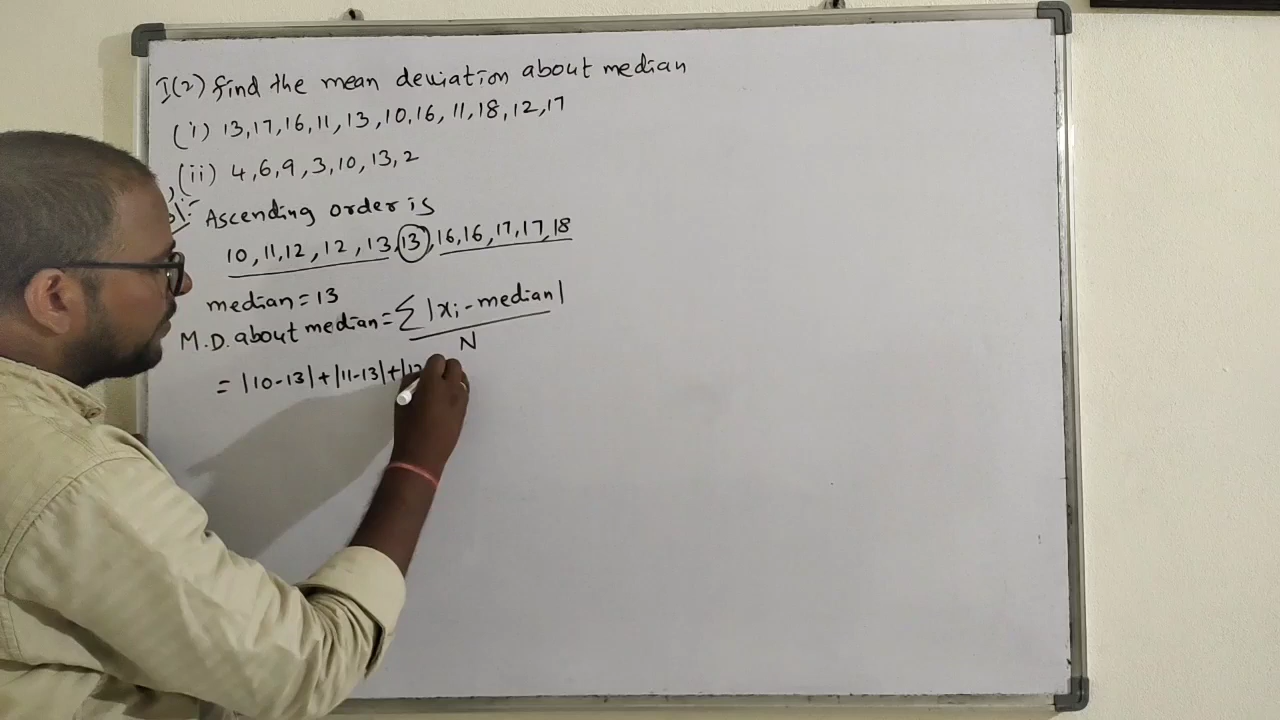 I(2) find the mean deviation about median
(i) 13,17,16,11,13,10,16,11,18,12,17
(ii) 4,6,9,3,10,13,2
Ascending order is
10,11,12,12,13,13,16,16,17,17,18
median=13
M.D. about median=∑|xi-median|
N
=|10-13|+|11-13|+|12